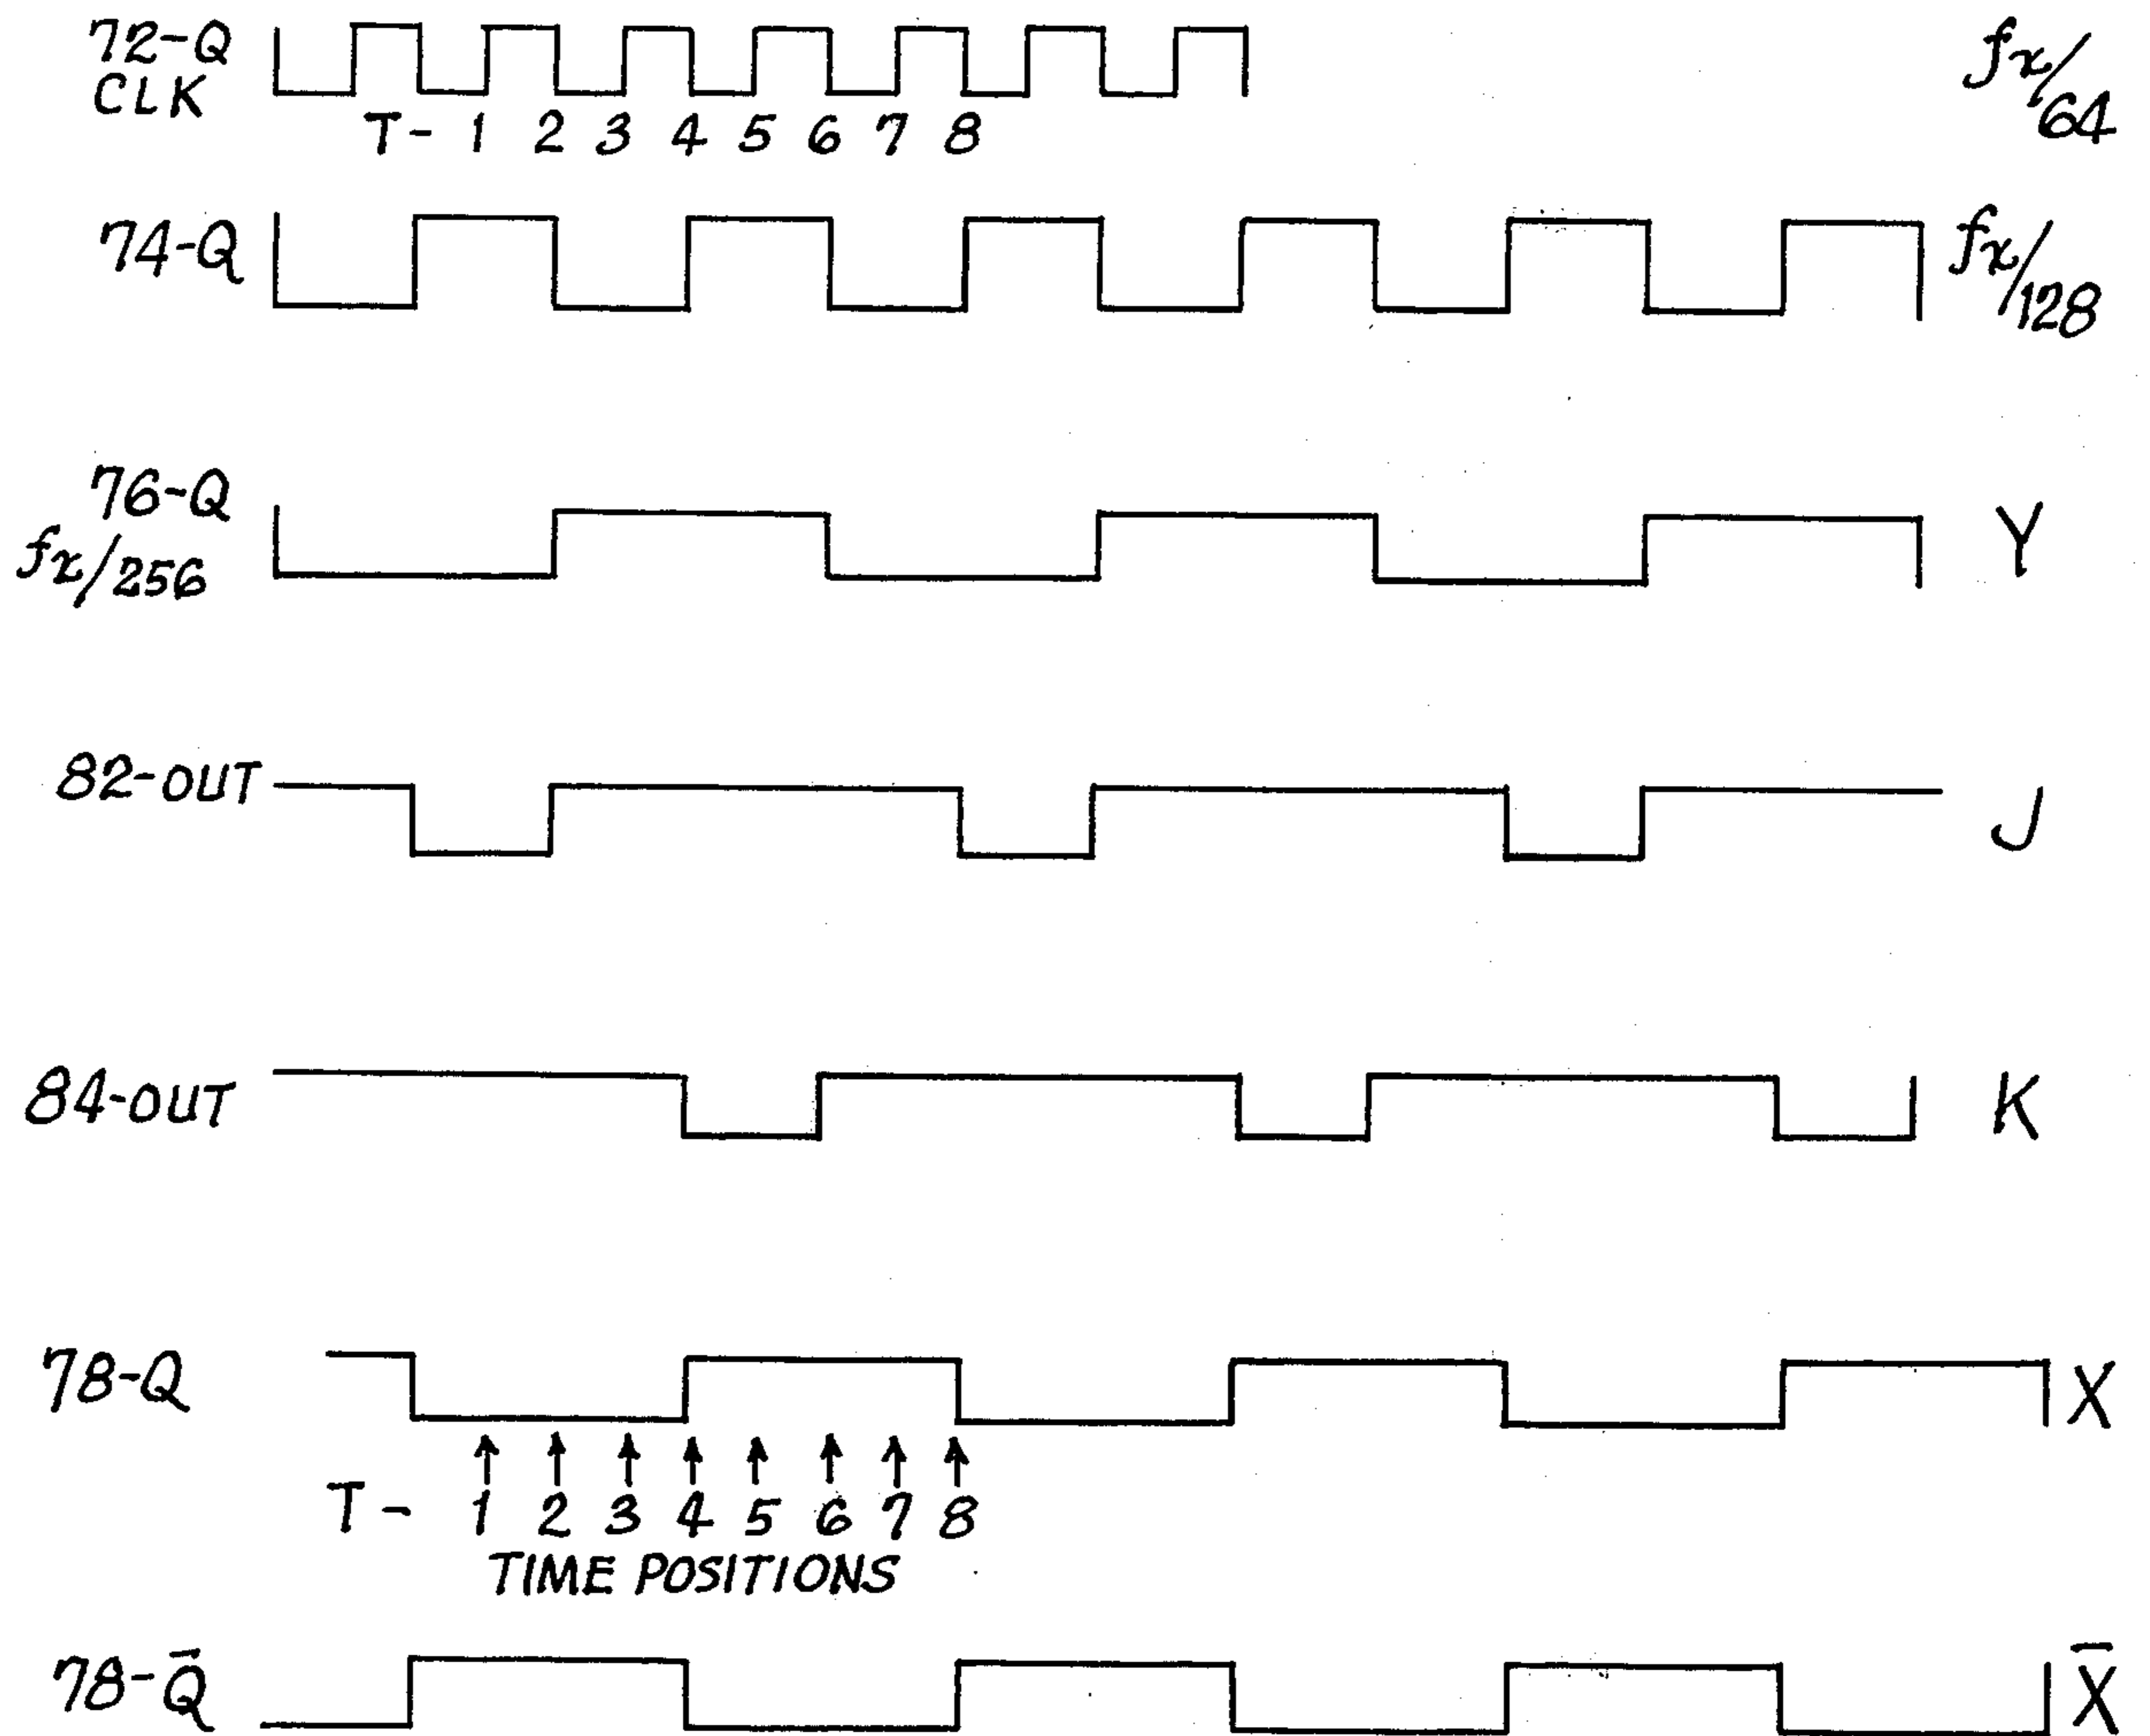 72-Q
CLK
fx/64
T- 1 2 3 4 5 6 7 8
74-Q
fx/128
76-Q
fx/256
Y
82-OUT
J
84-OUT
K
78-Q
X
T- 1 2 3 4 5 6 7 8
TIME POSITIONS
78-Q̄
X̄